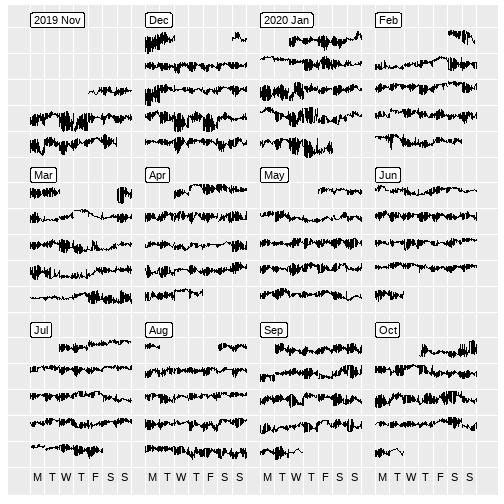 2019 Nov Dec 2020 Jan Feb
Mar Apr May Jun
Jul Aug Sep Oct
M T W T F S S M T W T F S S M T W T F S S M T W T F S S